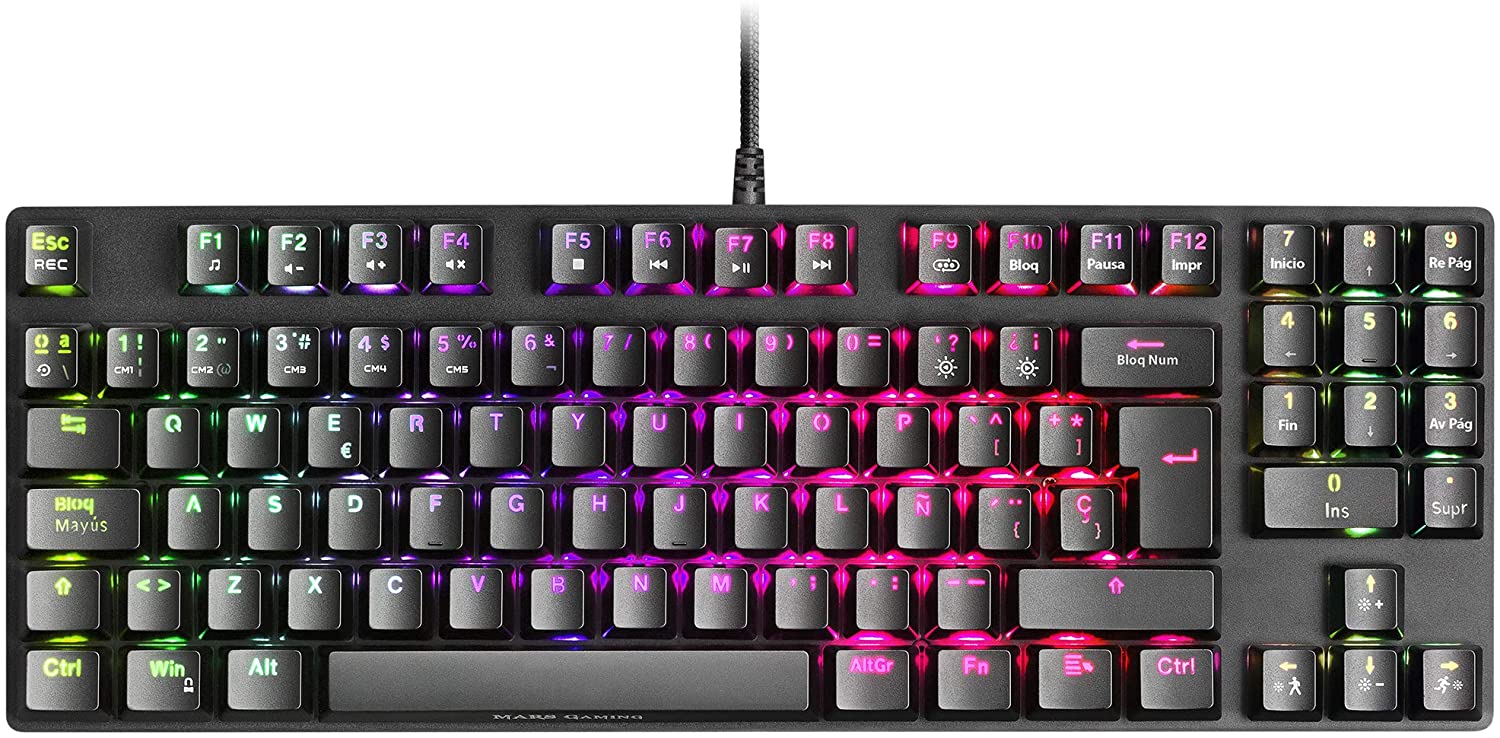 Esc F1 F2 F3 F4 F5 F6 F7 F8 F9 F10 F11 F12 7 8 9
REC Bloq Pausa Impr Inicio ↑ Re Pág
4 5 6
← →
º ª 1 ! 2 " 3 · # 4 $ 5 % 6 & 7 / 8 ( 9 ) 0 = ' ? ¿ ¡ ←
\ CM1 ¦ CM2 CM3 CM4 CM5 ¬ Bloq Num
1 2 3
Fin ↓ Av Pág
Q W E R T Y U I O P ` ^ + *
€ [ ]
0 .
Ins Supr
Bloq A S D F G H J K L Ñ ´ ¨ Ç
Mayús { }
< > Z X C V B N M , ; . : - _
Ctrl Win Alt AltGr Fn Ctrl
MARS GAMING